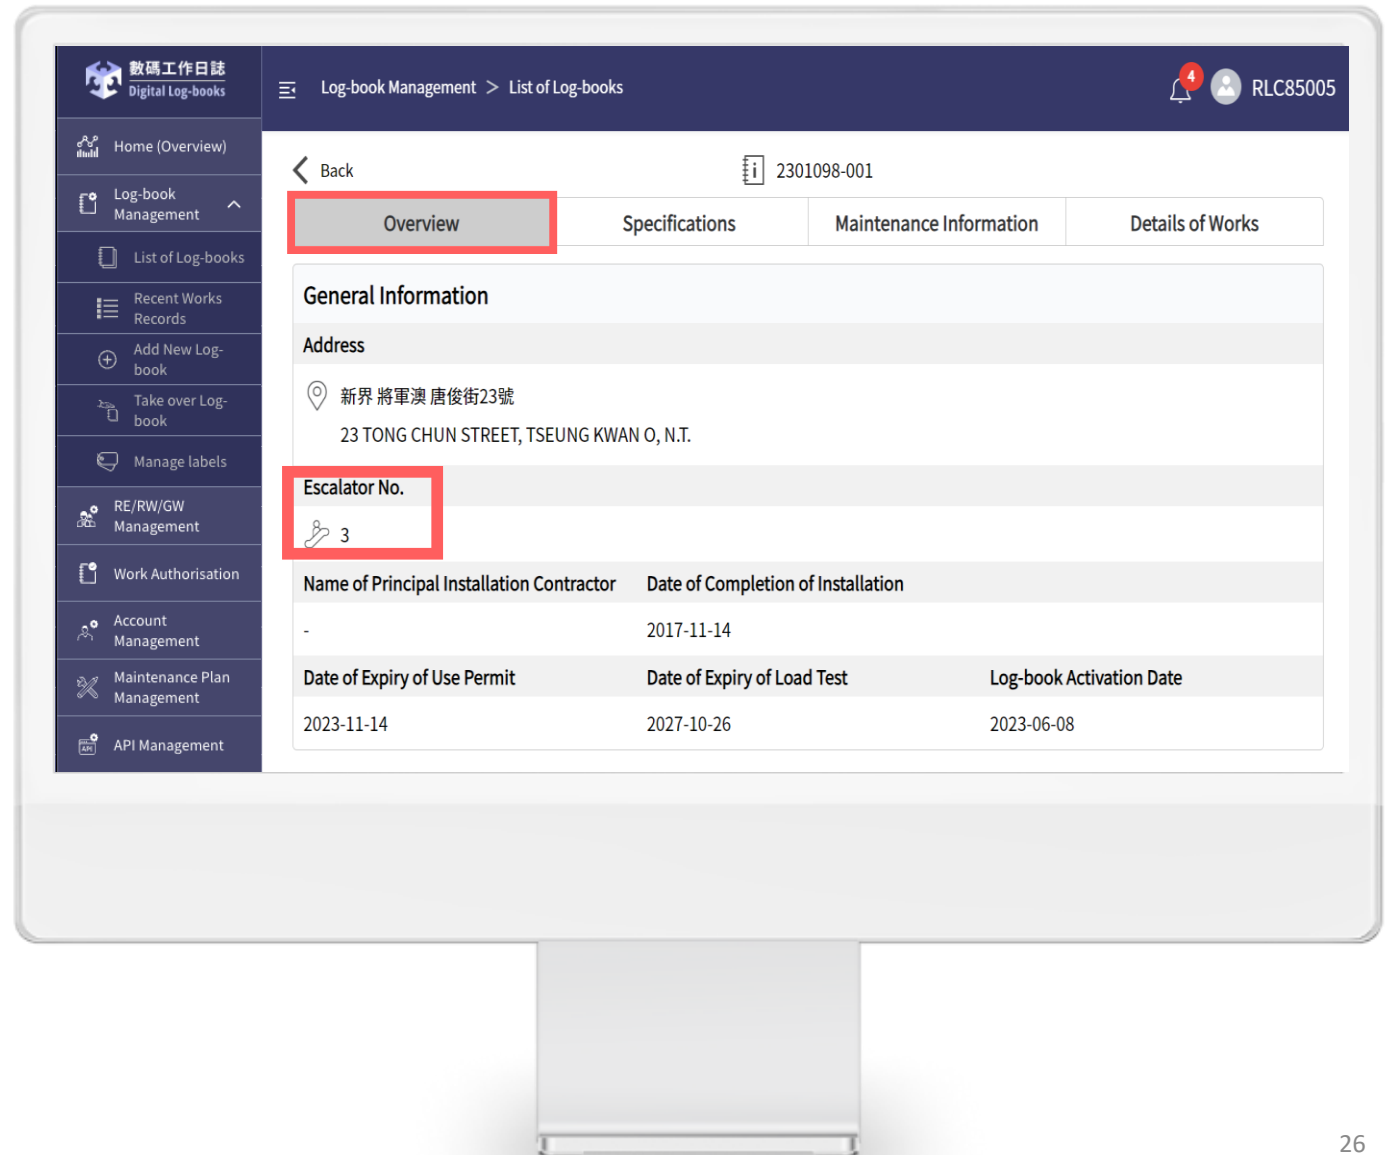 數碼工作日誌
Digital Log-books
Log-book Management > List of Log-books
4
RLC85005
Home (Overview)
Log-book
Management
List of Log-books
Recent Works
Records
Add New Log-
book
Take over Log-
book
Manage labels
RE/RW/GW
Management
Work Authorisation
Account
Management
Maintenance Plan
Management
API
API Management
Back
2301098-001
Overview
Specifications
Maintenance Information
Details of Works
General Information
Address
新界 將軍澳 唐俊街23號
23 TONG CHUN STREET, TSEUNG KWAN O, N.T.
Escalator No.
3
Name of Principal Installation Contractor
Date of Completion of Installation
-
2017-11-14
Date of Expiry of Use Permit
Date of Expiry of Load Test
Log-book Activation Date
2023-11-14
2027-10-26
2023-06-08
26